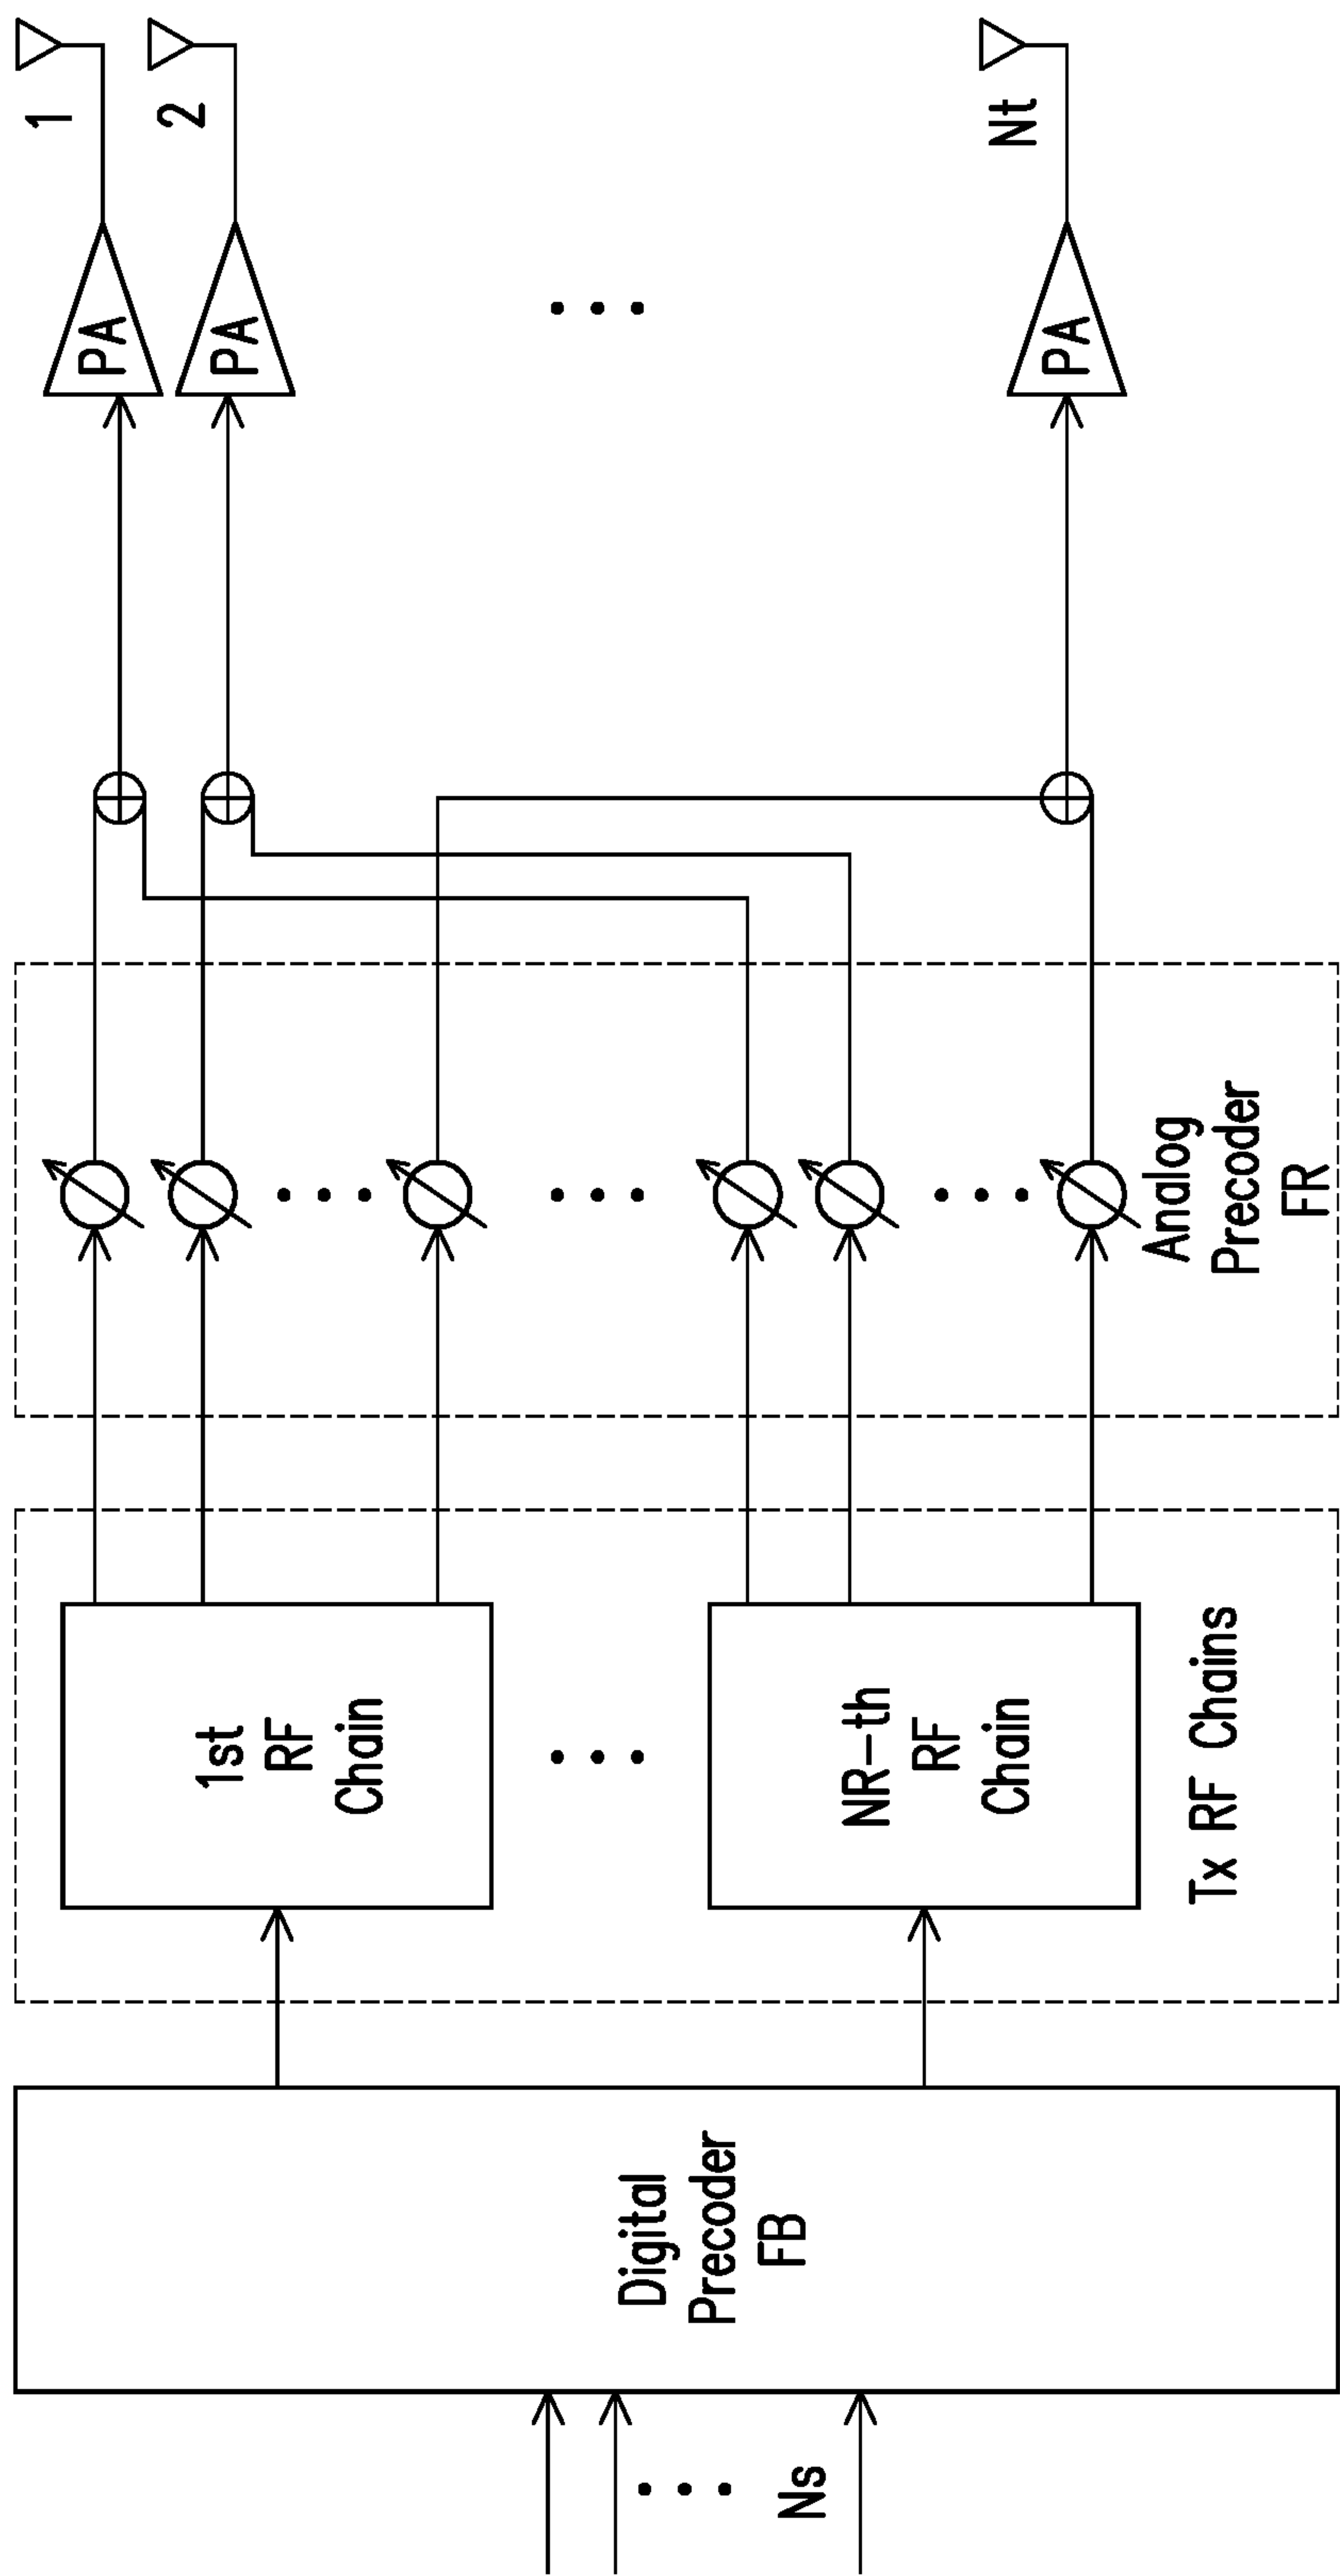 Ns
Digital
Precoder
FB
1st
RF
Chain
NR-th
RF
Chain
Tx RF Chains
Analog
Precoder
FR
PA
PA
PA
1
2
Nt